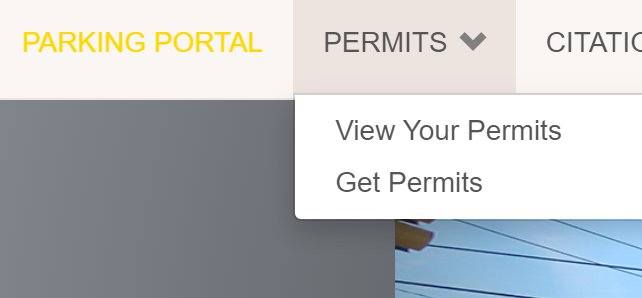 PARKING PORTAL PERMITS
View Your Permits
Get Permits